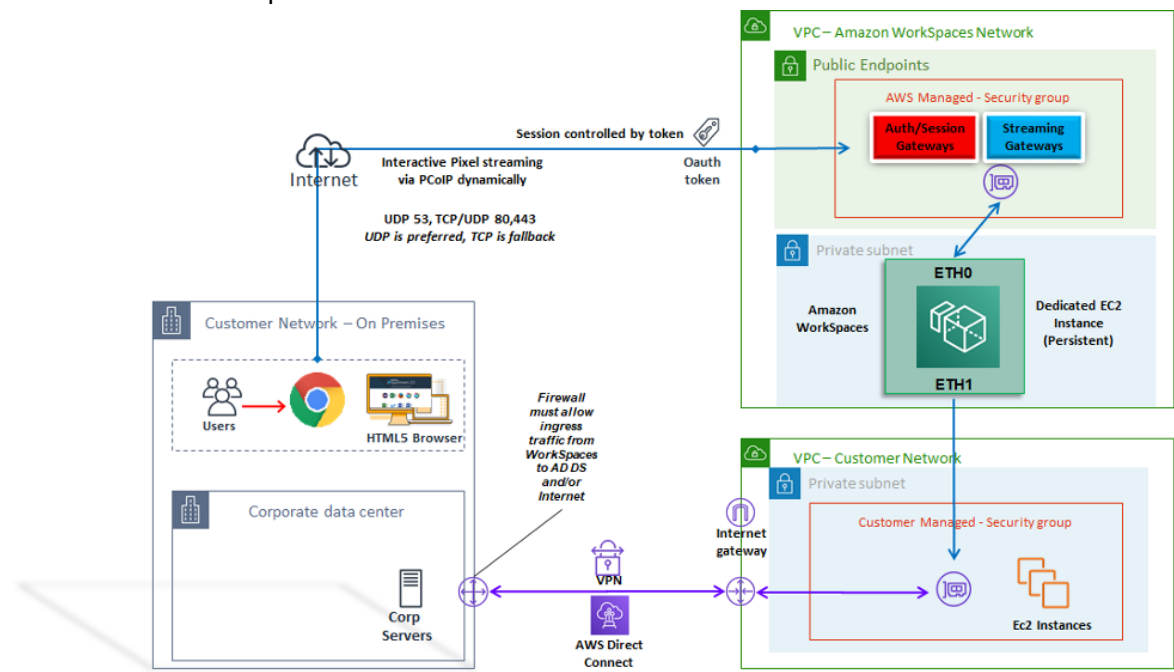 VPC – Amazon WorkSpaces Network
Public Endpoints
AWS Managed - Security group
Auth/Session
Gateways
Streaming
Gateways
Session controlled by token
Internet
Interactive Pixel streaming
via PCoIP dynamically
Oauth
token
UDP 53, TCP/UDP 80,443
UDP is preferred, TCP is fallback
Private subnet
ETH0
Amazon
WorkSpaces
Dedicated EC2
Instance
(Persistent)
ETH1
Customer Network – On Premises
Users
HTML5 Browser
Firewall
must allow
ingress
traffic from
WorkSpaces
to AD DS
and/or
Internet
VPC – Customer Network
Private subnet
Corporate data center
Customer Managed - Security group
Internet
gateway
VPN
Corp
Servers
AWS Direct
Connect
Ec2 Instances